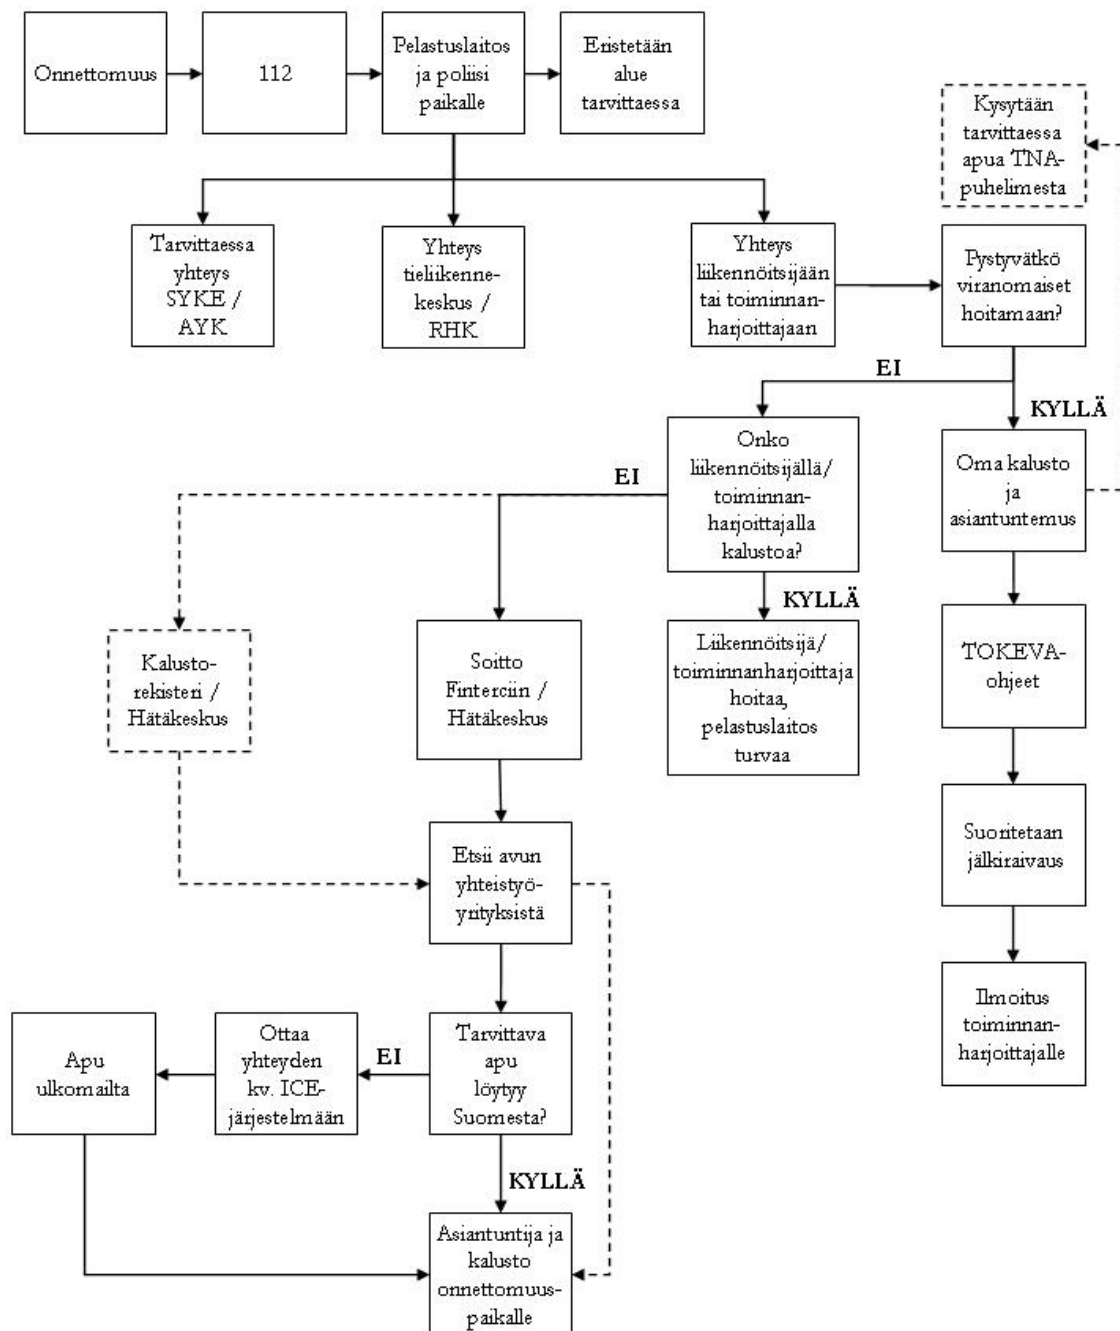 Onnettomuus
112
Pelastuslaitos
ja poliisi
paikalle
Eristetään
alue
tarvittaessa
Kysytään
tarvittaessa
apua TNA-
puhelimesta
Tarvittaessa
yhteys
SYKE /
AYK
Yhteys
tieliikenne-
keskus /
RHK
Yhteys
liikennöitsijään
tai toiminnan-
harjoittajaan
Pystyvätkö
viranomaiset
hoitamaan?
EI
KYLLÄ
Onko
liikennöitsijällä/
toiminnan-
harjoittajalla
kalustoa?
Oma kalusto
ja
asiantuntemus
EI
KYLLÄ
Kalusto-
rekisteri /
Hätäkeskus
Soitto
Finterciin /
Hätäkeskus
Liikennöitsijä/
toiminnanharjoittaja
hoitaa,
pelastuslaitos
turvaa
TOKEVA-
ohjeet
Etsii avun
yhteistyö-
yrityksistä
Suoritetaan
jälkiraivaus
Apu
ulkomailta
Ottaa
yhteyden
kv. ICE-
järjestelmään
EI
Tarvittava
apu
löytyy
Suomesta?
Ilmoitus
toiminnan-
harjoittajalle
KYLLÄ
Asiantuntija ja
kalusto
onnettomuus-
paikalle